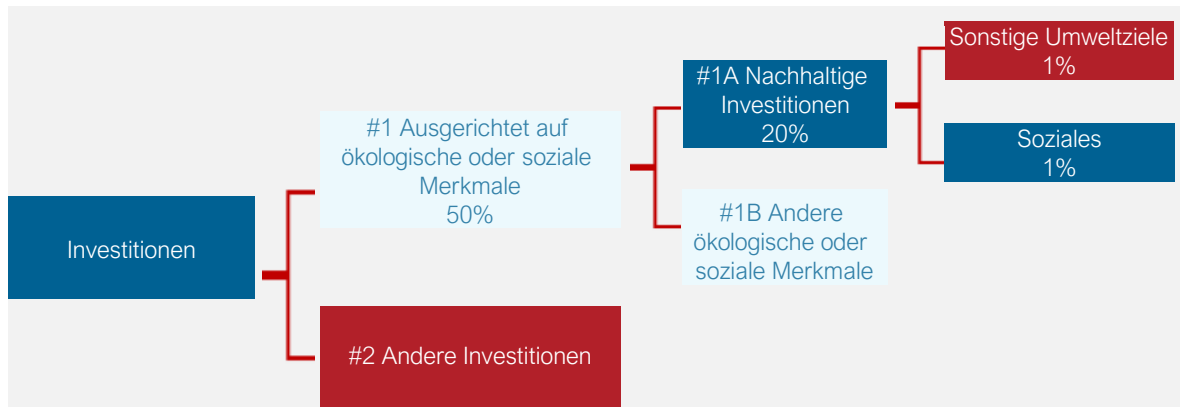 Investitionen
#1 Ausgerichtet auf
ökologische oder soziale
Merkmale
50%
#2 Andere Investitionen
#1A Nachhaltige
Investitionen
20%
#1B Andere
ökologische oder
soziale Merkmale
Sonstige Umweltziele
1%
Soziales
1%